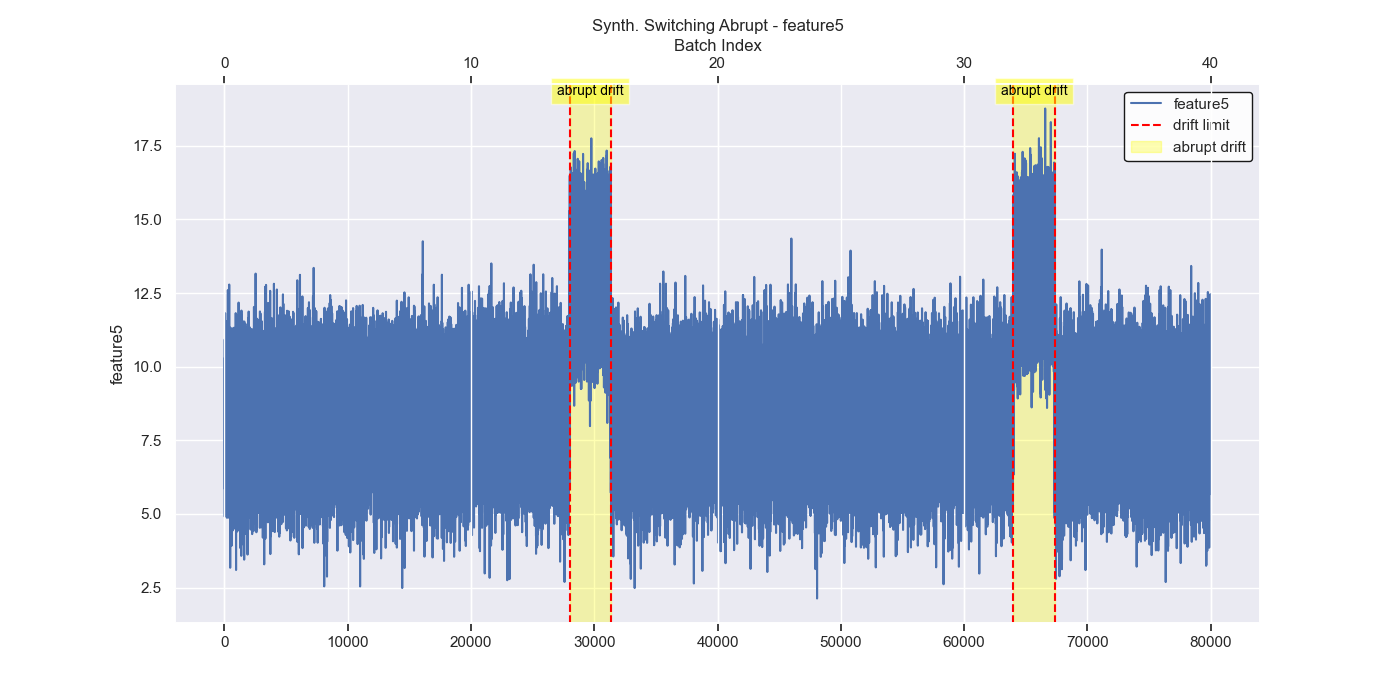 Synth. Switching Abrupt - feature5
Batch Index
0 10 20 30 40
abrupt drift abrupt drift
feature5
drift limit
abrupt drift
17.5
15.0
12.5
10.0
7.5
5.0
2.5
feature5
0 10000 20000 30000 40000 50000 60000 70000 80000